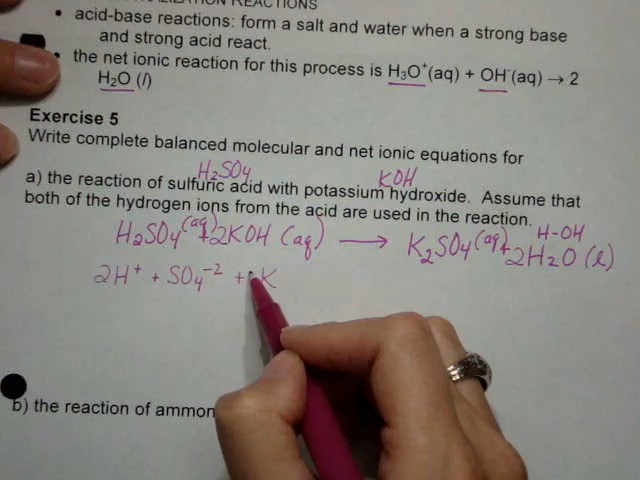 NEUTRALIZATION REACTIONS
• acid-base reactions: form a salt and water when a strong base
and strong acid react.
• the net ionic reaction for this process is H₃O⁺(aq) + OH⁻(aq) → 2
H₂O (l)
Exercise 5
Write complete balanced molecular and net ionic equations for
H₂SO₄ KOH
a) the reaction of sulfuric acid with potassium hydroxide. Assume that
both of the hydrogen ions from the acid are used in the reaction.
H-OH
H₂SO₄(aq) + 2KOH (aq) → K₂SO₄(aq) + 2H₂O (l)
2H⁺ + SO₄⁻² + K
b) the reaction of ammon